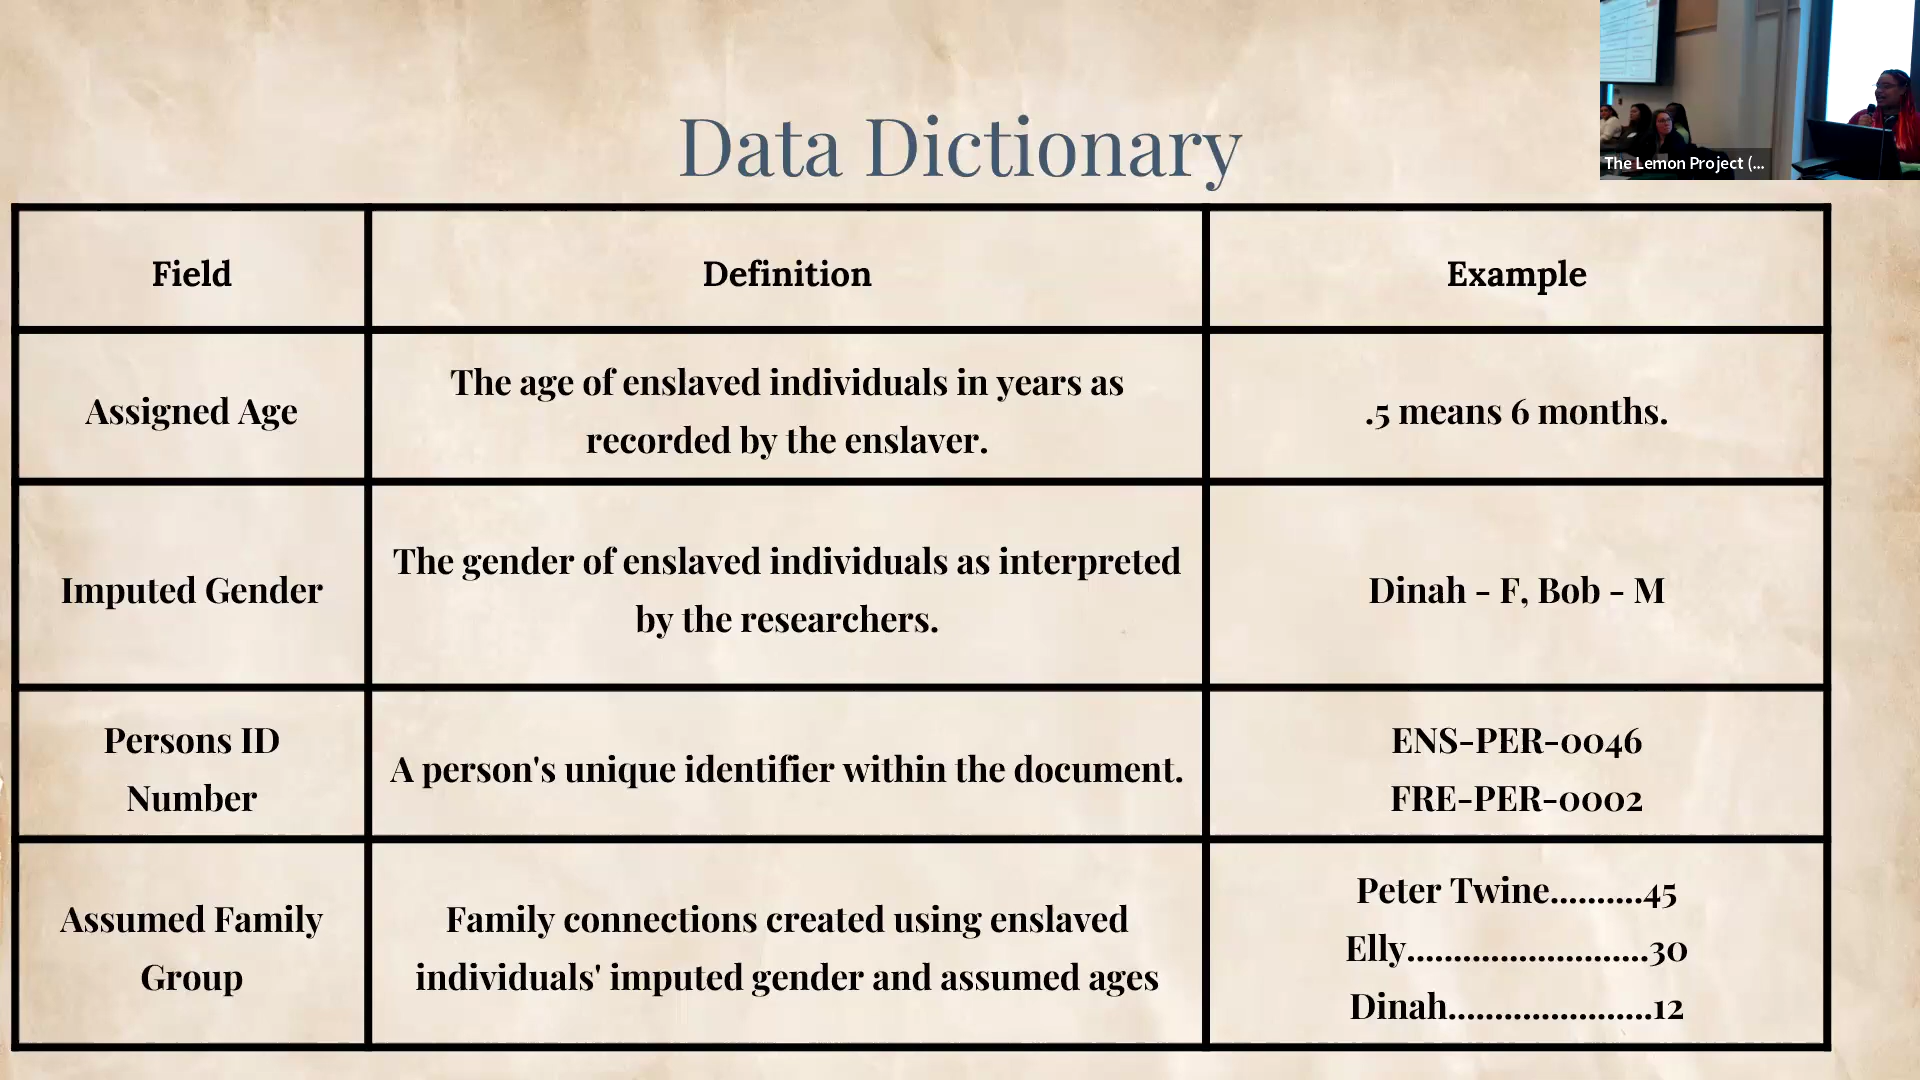 Data Dictionary
The Lemon Project (...
Field
Definition
Example
Assigned Age
The age of enslaved individuals in years as
recorded by the enslaver.
.5 means 6 months.
Imputed Gender
The gender of enslaved individuals as interpreted
by the researchers.
Dinah - F, Bob - M
Persons ID
Number
A person's unique identifier within the document.
ENS-PER-0046
FRE-PER-0002
Assumed Family
Group
Family connections created using enslaved
individuals' imputed gender and assumed ages
Peter Twine..........45
Elly..........................30
Dinah......................12